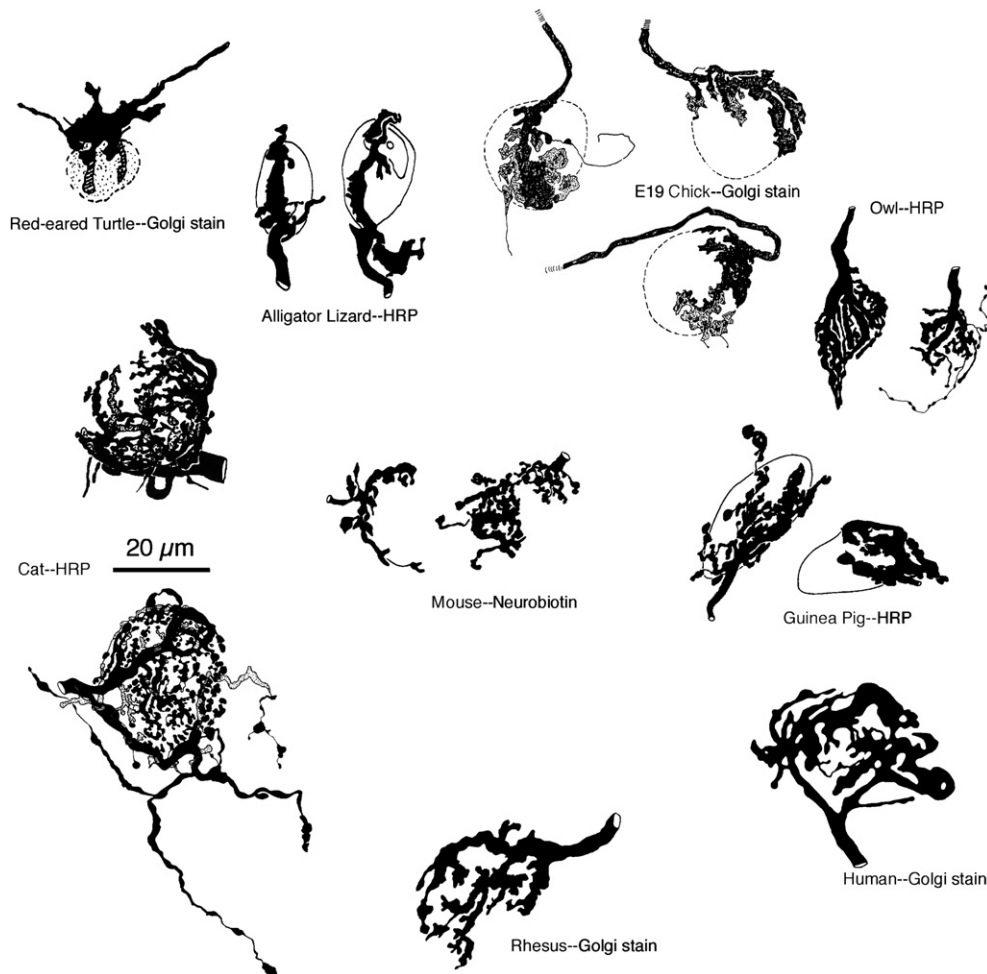 E19 Chick--Golgi stain
Red-eared Turtle--Golgi stain
Owl--HRP
Alligator Lizard--HRP
20 µm
Cat--HRP
Mouse--Neurobiotin
Guinea Pig--HRP
Human--Golgi stain
Rhesus--Golgi stain